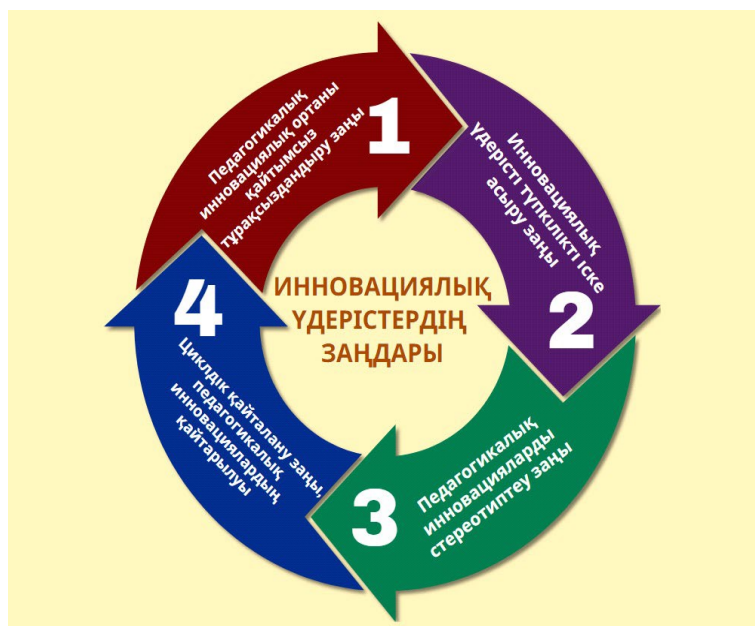 ИННОВАЦИЯЛЫҚ
ҮДЕРІСТЕРДІҢ
ЗАҢДАРЫ
1
Педагогикалық
инновациялық ортаны
қайтымсыз
тұрақсыздандыру заңы
2
Инновациялық
үдерісті түпкілікті іске
асыру заңы
3
Педагогикалық
инновацияларды
стереотиптеу заңы
4
Циклдік қайталану заңы,
педагогикалық
инновациялардың
қайтарылуы